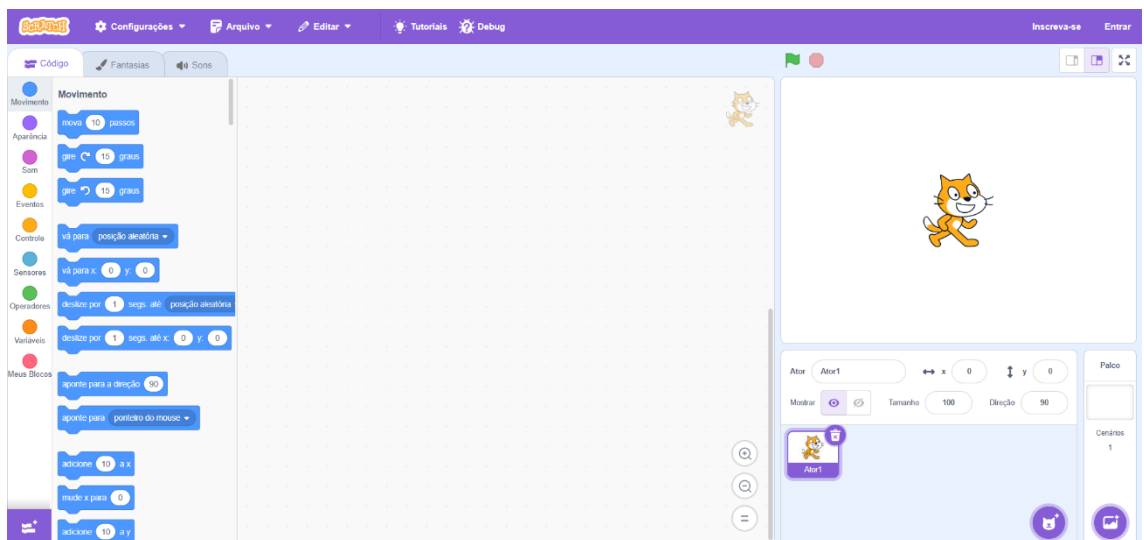 SCRATCH Configurações Arquivo Editar Tutoriais Debug Inscreva-se Entrar
Código Fantasias Sons
Movimento
Aparência
Som
Eventos
Controle
Sensores
Operadores
Variáveis
Meus Blocos
Movimento
mova 10 passos
gire 15 graus
gire 15 graus
vá para posição aleatória
vá para x: 0 y: 0
deslize por 1 segs. até posição aleatória
deslize por 1 segs. até x: 0 y: 0
aponte para a direção 90
aponte para ponteiro do mouse
adicione 10 a x
mude x para 0
adicione 10 a y
Ator Ator1 x 0 y 0
Mostrar Tamanho 100 Direção 90
Ator1
Palco
Cenários
1